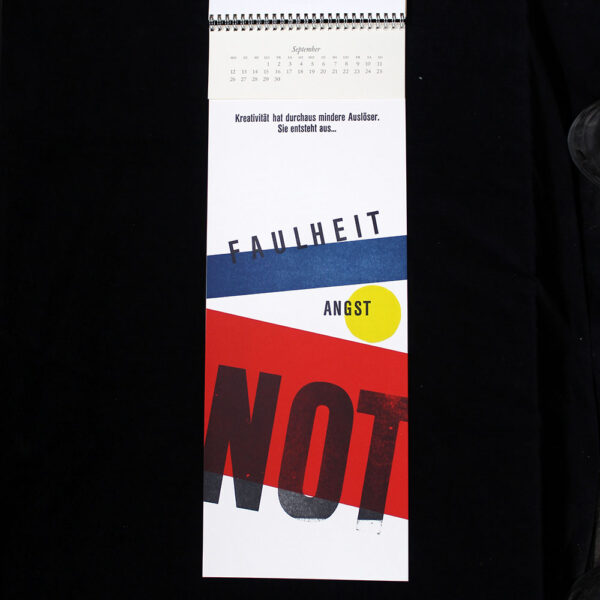 September
1 2 3 4 5 6 7 8 9 10 11
12 13 14 15 16 17 18 19 20 21 22 23 24 25
26 27 28 29 30
Kreativität hat durchaus mindere Auslöser.
Sie entsteht aus...
FAULHEIT
ANGST
NOT